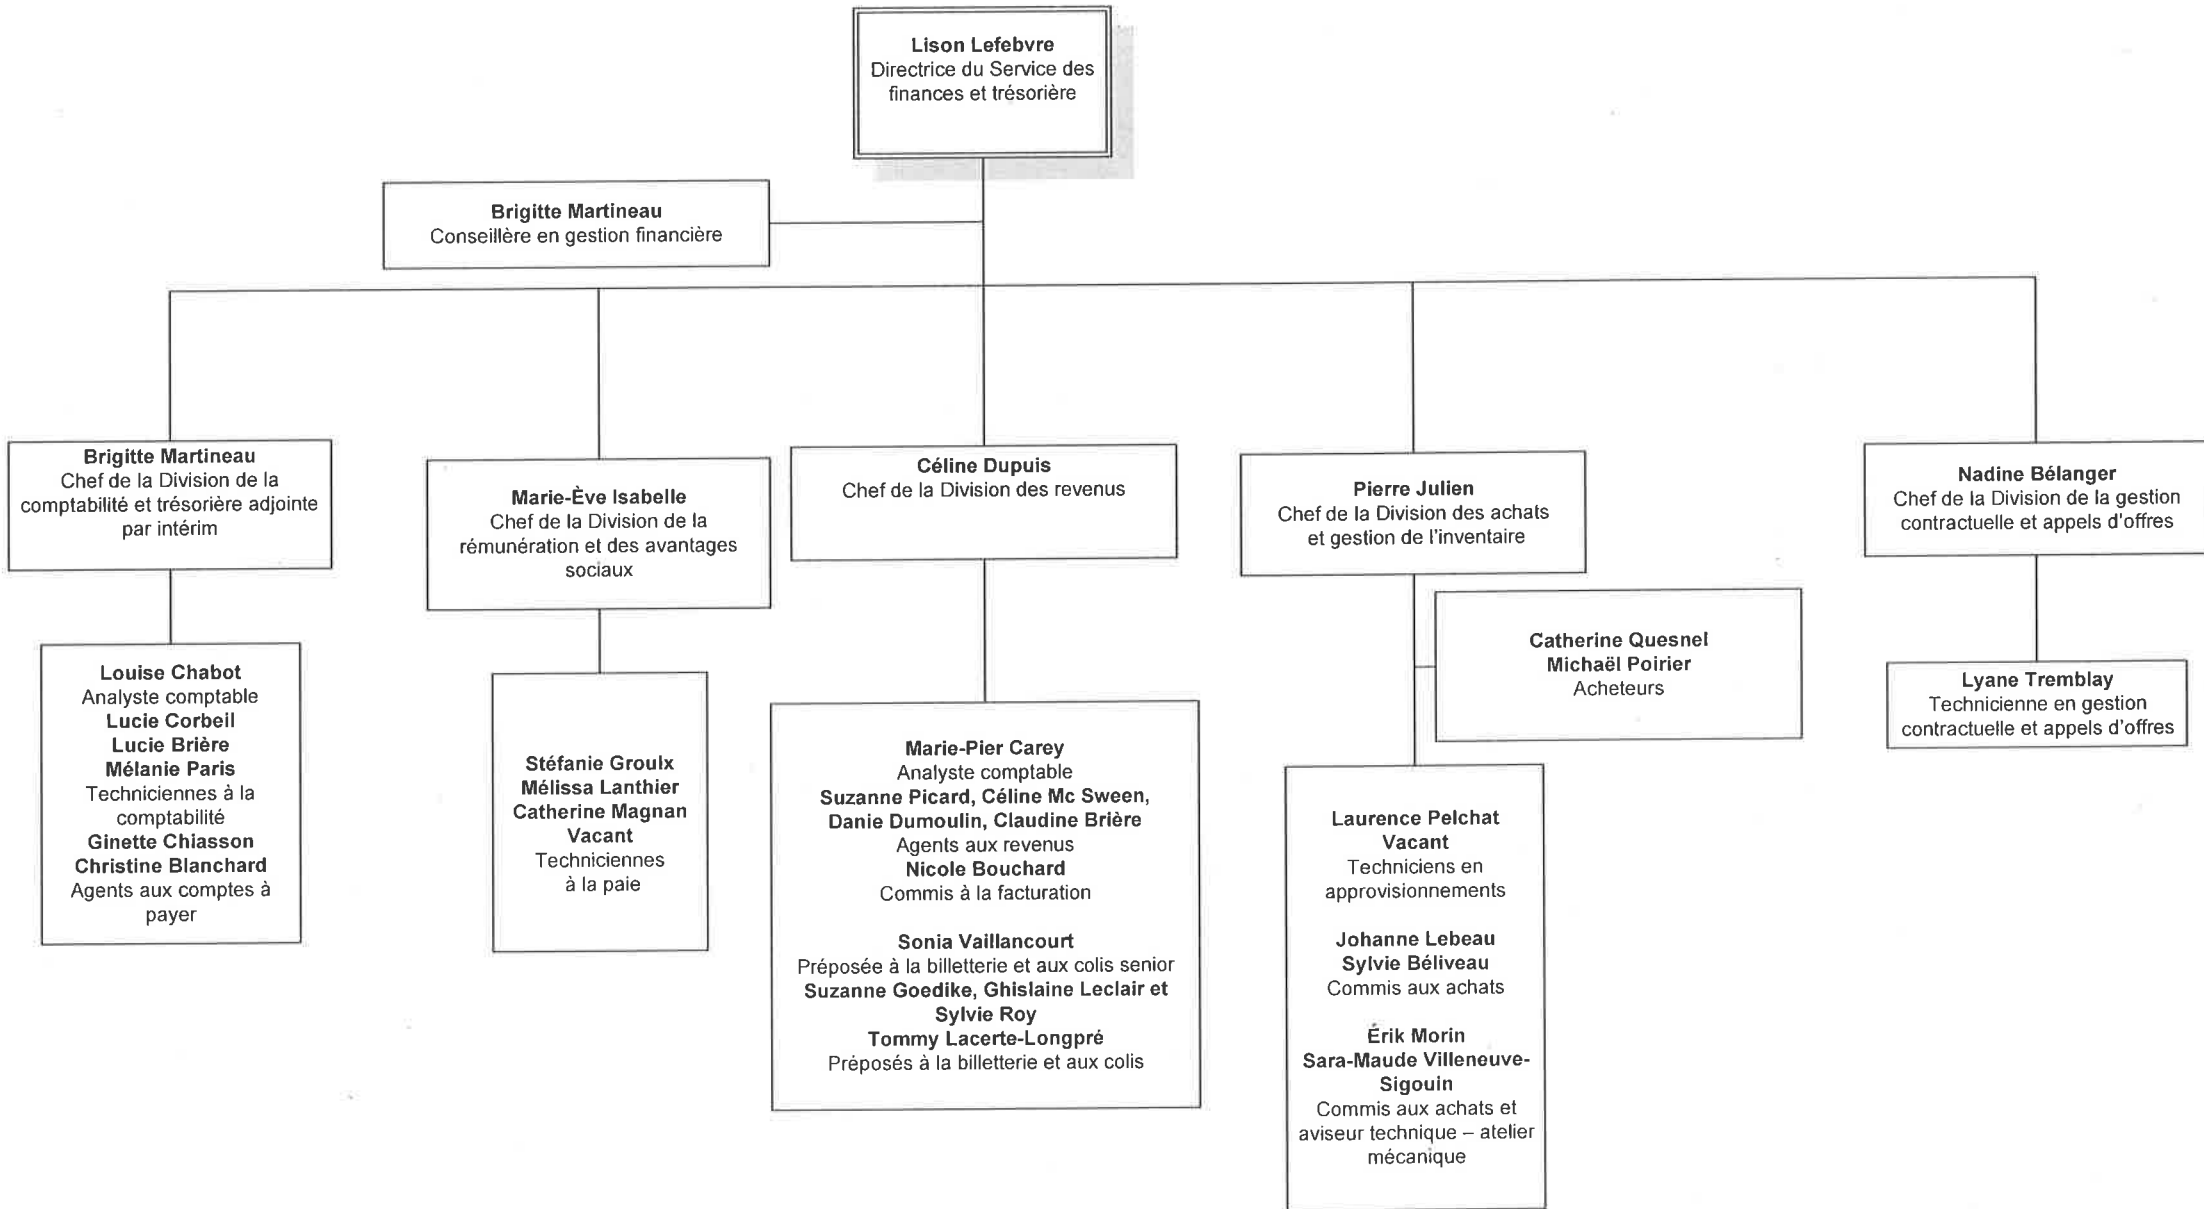 Lison Lefebvre
Directrice du Service des
finances et trésorière
Brigitte Martineau
Conseillère en gestion financière
Brigitte Martineau
Chef de la Division de la
comptabilité et trésorière adjointe
par intérim
Marie-Ève Isabelle
Chef de la Division de la
rémunération et des avantages
sociaux
Céline Dupuis
Chef de la Division des revenus
Pierre Julien
Chef de la Division des achats
et gestion de l'inventaire
Nadine Bélanger
Chef de la Division de la gestion
contractuelle et appels d'offres
Louise Chabot
Analyste comptable
Lucie Corbeil
Lucie Brière
Mélanie Paris
Techniciennes à la
comptabilité
Ginette Chiasson
Christine Blanchard
Agents aux comptes à
payer
Stéfanie Groulx
Mélissa Lanthier
Catherine Magnan
Vacant
Techniciennes
à la paie
Marie-Pier Carey
Analyste comptable
Suzanne Picard, Céline Mc Sween,
Danie Dumoulin, Claudine Brière
Agents aux revenus
Nicole Bouchard
Commis à la facturation
Sonia Vaillancourt
Préposée à la billetterie et aux colis senior
Suzanne Goedike, Ghislaine Leclair et
Sylvie Roy
Tommy Lacerte-Longpré
Préposés à la billetterie et aux colis
Catherine Quesnel
Michaël Poirier
Acheteurs
Laurence Pelchat
Vacant
Techniciens en
approvisionnements
Johanne Lebeau
Sylvie Béliveau
Commis aux achats
Érik Morin
Sara-Maude Villeneuve-
Sigouin
Commis aux achats et
aviseur technique – atelier
mécanique
Lyane Tremblay
Technicienne en gestion
contractuelle et appels d'offres